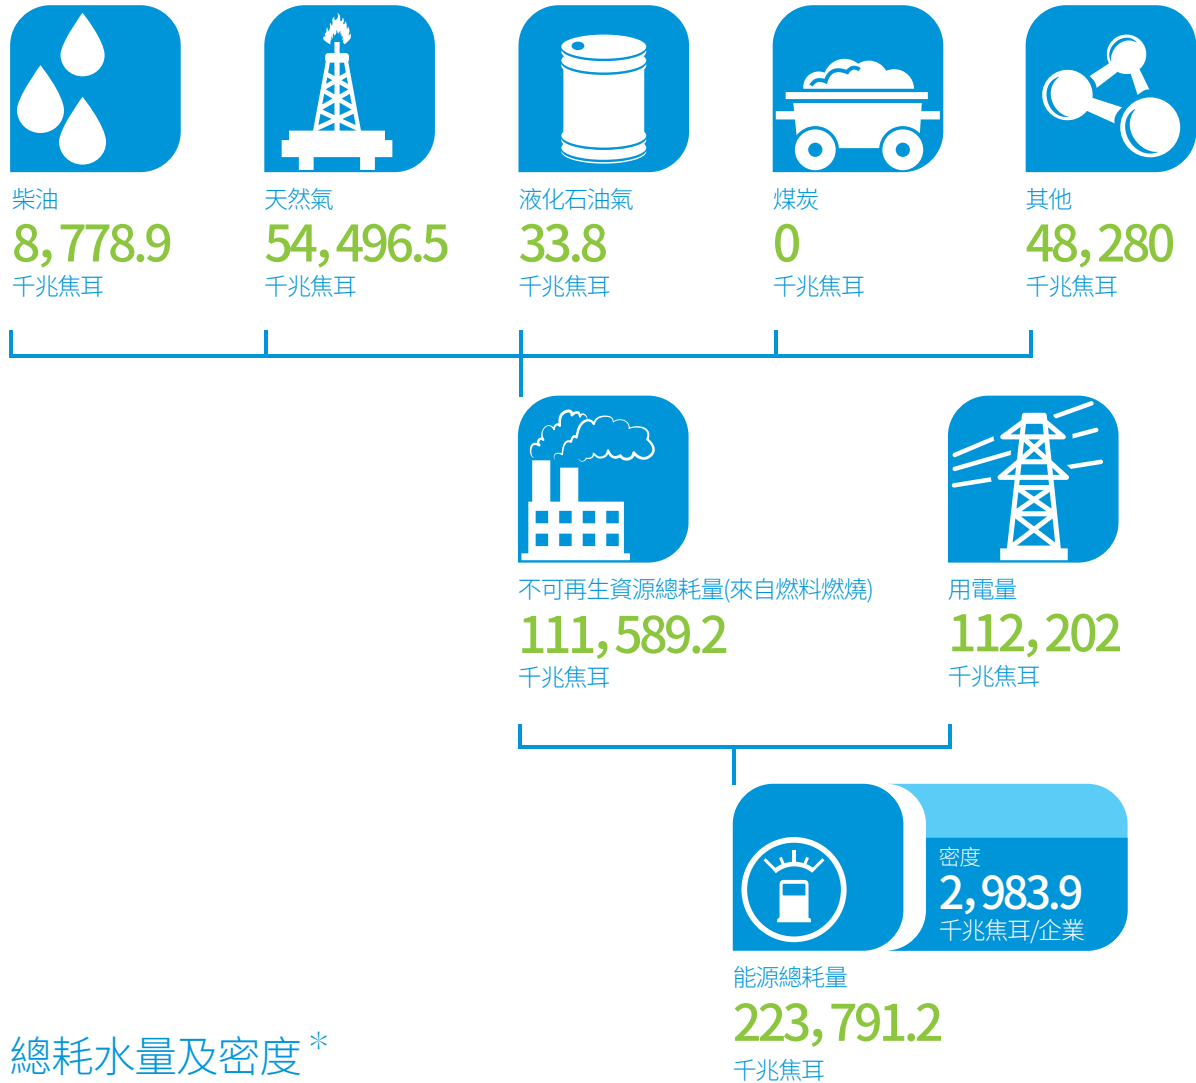 柴油
8,778.9
千兆焦耳
天然氣
54,496.5
千兆焦耳
液化石油氣
33.8
千兆焦耳
煤炭
0
千兆焦耳
其他
48,280
千兆焦耳
不可再生資源總耗量(來自燃料燃燒)
111,589.2
千兆焦耳
用電量
112,202
千兆焦耳
密度
2,983.9
千兆焦耳/企業
能源總耗量
223,791.2
千兆焦耳
總耗水量及密度*